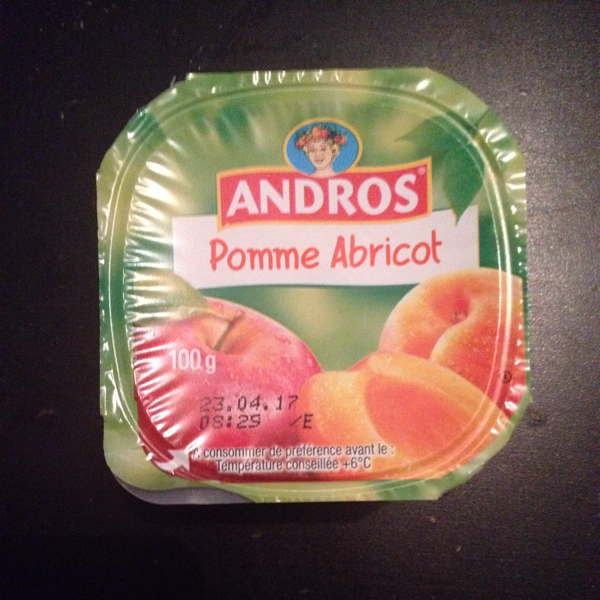 ANDROS®
Pomme Abricot
100 g
23.04.17
08:29 /E
À consommer de préférence avant le :
Température conseillée +6°C